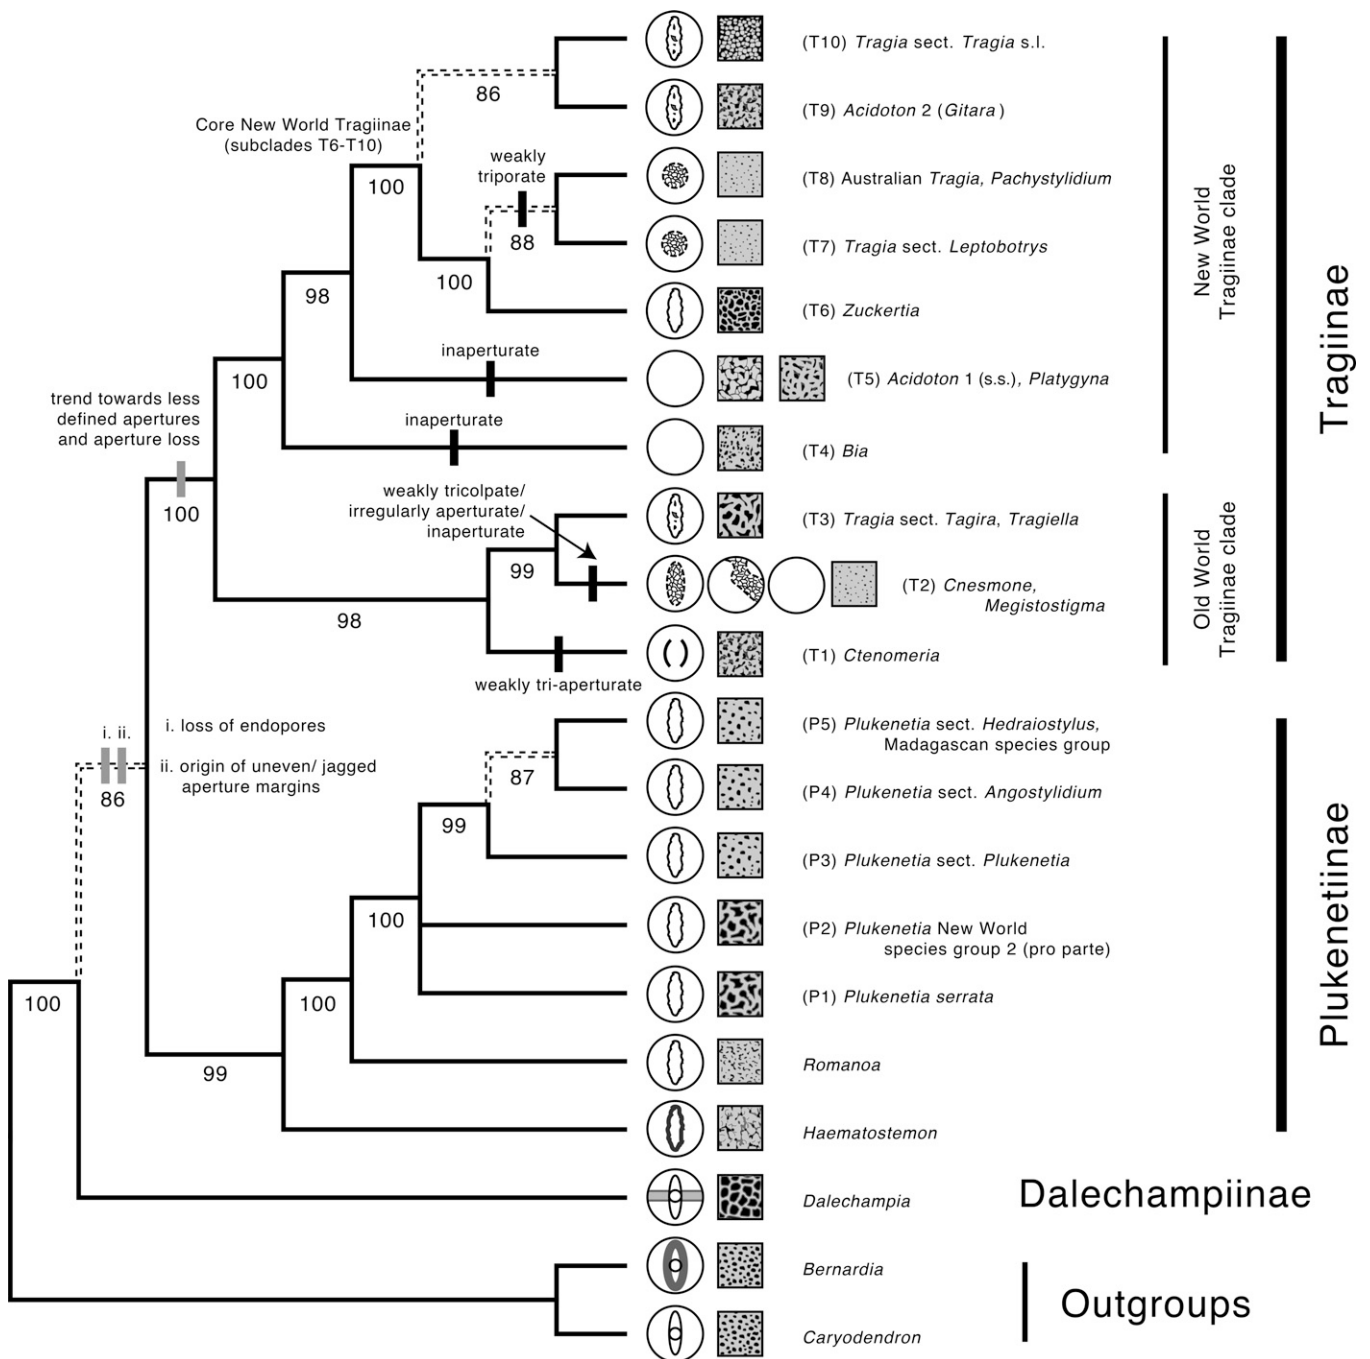 (T10) Tragia sect. Tragia s.l.
86
(T9) Acidoton 2 (Gitara )
Core New World Tragiinae
(subclades T6-T10)
weakly
triporate
100
(T8) Australian Tragia, Pachystylidium
88
(T7) Tragia sect. Leptobotrys
100
98
(T6) Zuckertia
inaperturate
(T5) Acidoton 1 (s.s.), Platygyna
100
trend towards less
defined apertures
and aperture loss
inaperturate
(T4) Bia
New World
Tragiinae clade
Tragiinae
weakly tricolpate/
irregularly aperturate/
inaperturate
100
(T3) Tragia sect. Tagira, Tragiella
99
(T2) Cnesmone,
Megistostigma
98
(T1) Ctenomeria
weakly tri-aperturate
Old World
Tragiinae clade
i. ii.
i. loss of endopores
ii. origin of uneven/ jagged
aperture margins
86
(P5) Plukenetia sect. Hedraiostylus,
Madagascan species group
87
(P4) Plukenetia sect. Angostylidium
99
(P3) Plukenetia sect. Plukenetia
100
(P2) Plukenetia New World
species group 2 (pro parte)
(P1) Plukenetia serrata
100
100
Romanoa
99
Haematostemon
Plukenetiinae
Dalechampia
Dalechampiinae
Bernardia
Outgroups
Caryodendron